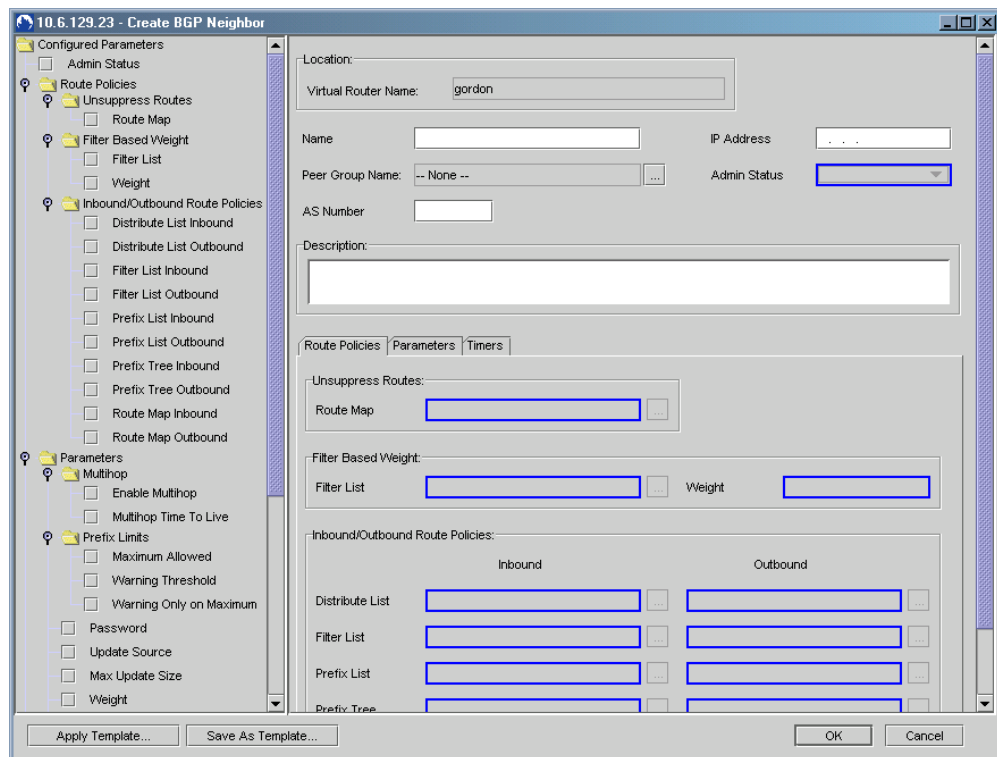 10.6.129.23 - Create BGP Neighbor
Configured Parameters
Admin Status
Route Policies
Unsuppress Routes
Route Map
Filter Based Weight
Filter List
Weight
Inbound/Outbound Route Policies
Distribute List Inbound
Distribute List Outbound
Filter List Inbound
Filter List Outbound
Prefix List Inbound
Prefix List Outbound
Prefix Tree Inbound
Prefix Tree Outbound
Route Map Inbound
Route Map Outbound
Parameters
Multihop
Enable Multihop
Multihop Time To Live
Prefix Limits
Maximum Allowed
Warning Threshold
Warning Only on Maximum
Password
Update Source
Max Update Size
Weight
Location:
Virtual Router Name: gordon
Name
IP Address . . .
Peer Group Name: -- None -- ...
Admin Status
AS Number
Description:
Route Policies Parameters Timers
Unsuppress Routes:
Route Map ...
Filter Based Weight:
Filter List ... Weight
Inbound/Outbound Route Policies:
Inbound Outbound
Distribute List ... ...
Filter List ... ...
Prefix List ... ...
Prefix Tree ... ...
Apply Template... Save As Template... OK Cancel